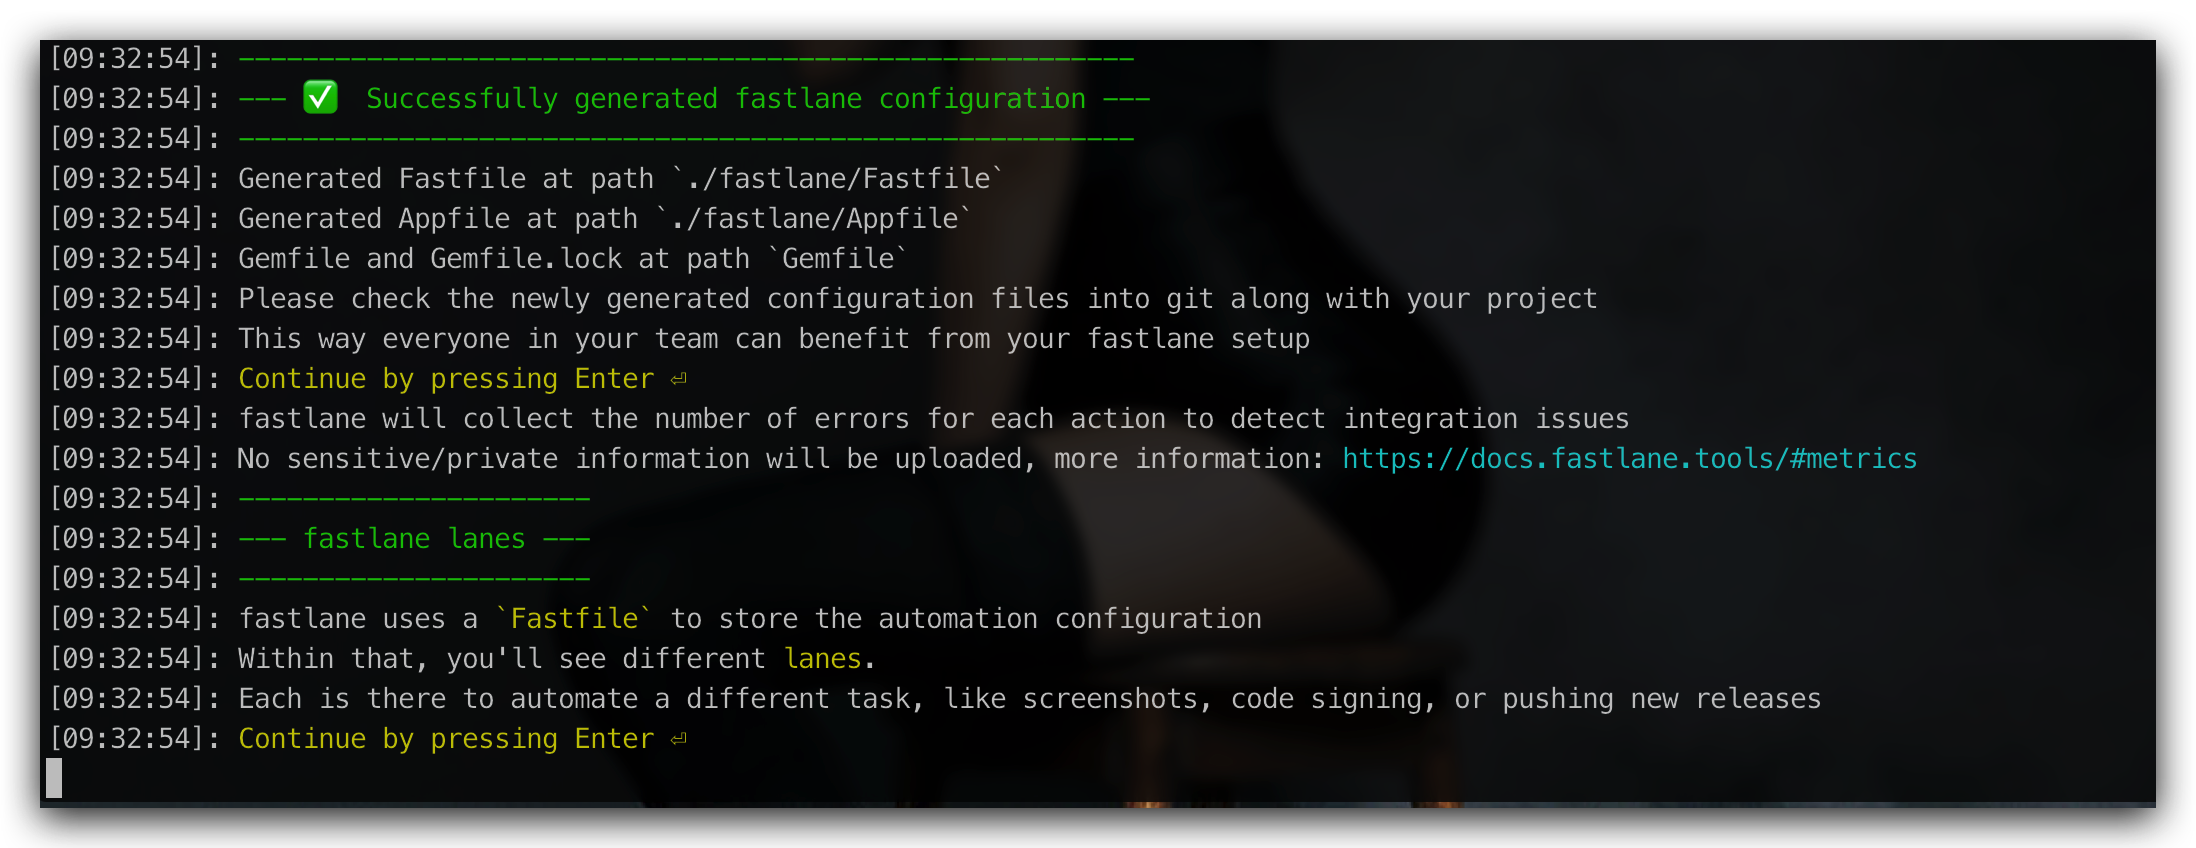 [09:32:54]: --------------------------------------------------------
[09:32:54]: --- ✅  Successfully generated fastlane configuration ---
[09:32:54]: --------------------------------------------------------
[09:32:54]: Generated Fastfile at path `./fastlane/Fastfile`
[09:32:54]: Generated Appfile at path `./fastlane/Appfile`
[09:32:54]: Gemfile and Gemfile.lock at path `Gemfile`
[09:32:54]: Please check the newly generated configuration files into git along with your project
[09:32:54]: This way everyone in your team can benefit from your fastlane setup
[09:32:54]: Continue by pressing Enter ⏎
[09:32:54]: fastlane will collect the number of errors for each action to detect integration issues
[09:32:54]: No sensitive/private information will be uploaded, more information: https://docs.fastlane.tools/#metrics
[09:32:54]: ----------------------
[09:32:54]: --- fastlane lanes ---
[09:32:54]: ----------------------
[09:32:54]: fastlane uses a `Fastfile` to store the automation configuration
[09:32:54]: Within that, you'll see different lanes.
[09:32:54]: Each is there to automate a different task, like screenshots, code signing, or pushing new releases
[09:32:54]: Continue by pressing Enter ⏎